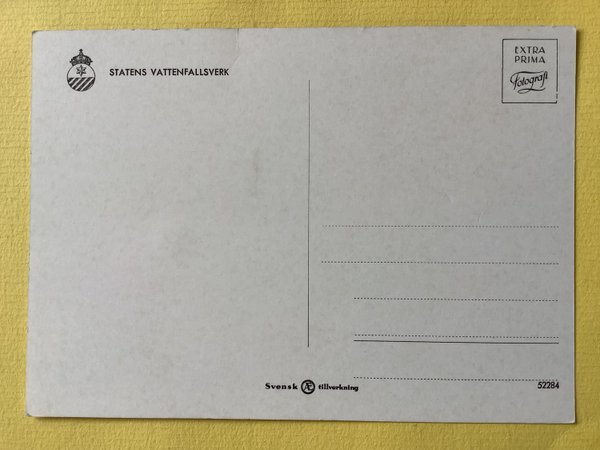 STATENS VATTENFALLSVERK
EXTRA
PRIMA
Fotografi
Svensk Æ tillverkning
52284